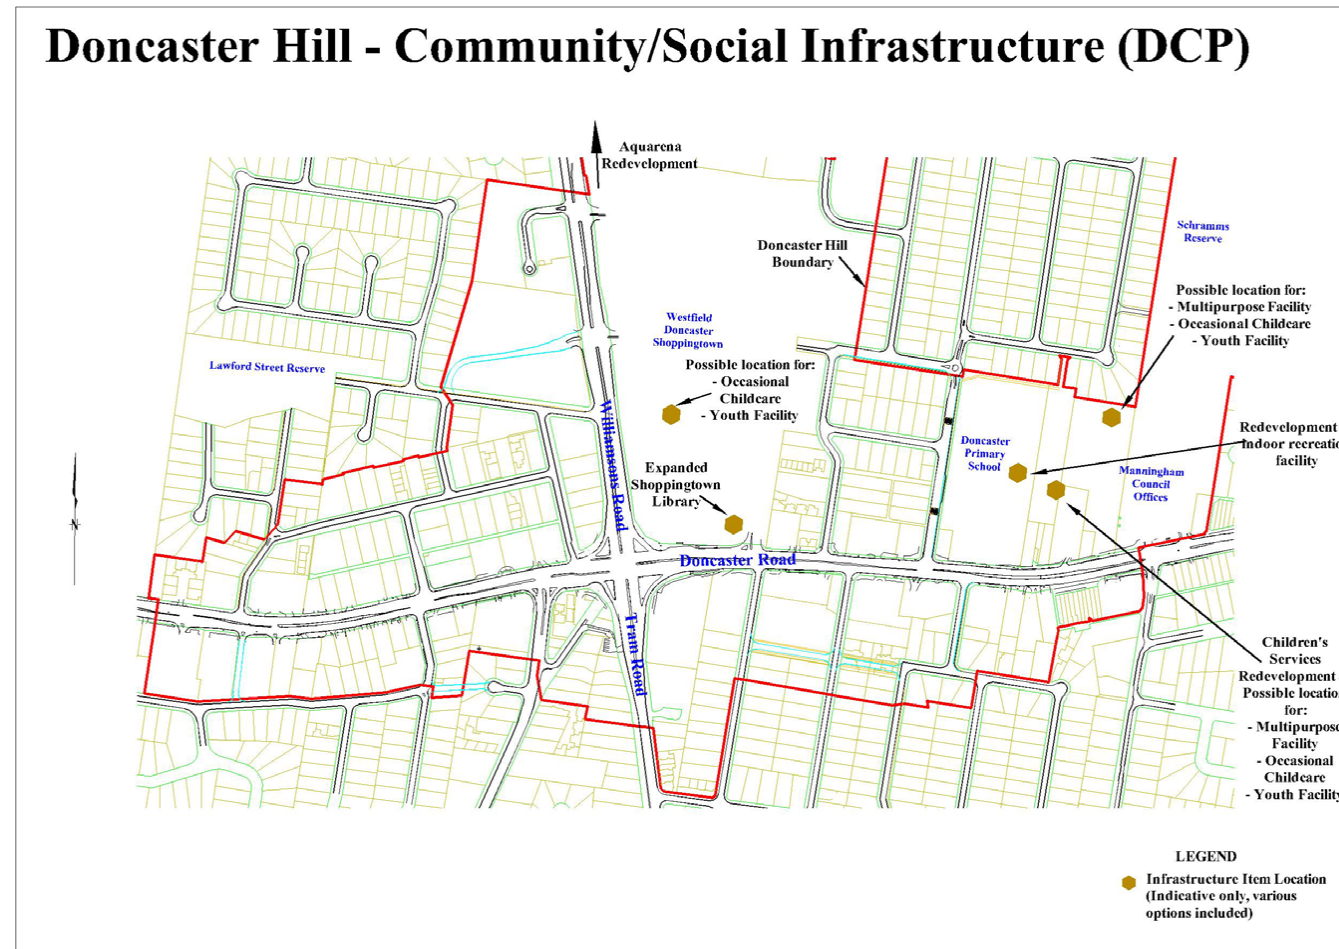 Doncaster Hill - Community/Social Infrastructure (DCP)
Aquarena
Redevelopment
Schramms
Reserve
Doncaster Hill
Boundary
Possible location for:
- Multipurpose Facility
- Occasional Childcare
- Youth Facility
Westfield
Doncaster
Shoppingtown
Lawford Street Reserve
Possible location for:
- Occasional
Childcare
- Youth Facility
Williamsons Road
Redevelopment
indoor recreatio
facility
Doncaster
Primary
School
Manningham
Council
Offices
Expanded
Shoppingtown
Library
N
Doncaster Road
Tram Road
Children's
Services
Redevelopment
Possible locatio
for:
- Multipurpose
Facility
- Occasional
Childcare
- Youth Facility
LEGEND
Infrastructure Item Location
(Indicative only, various
options included)